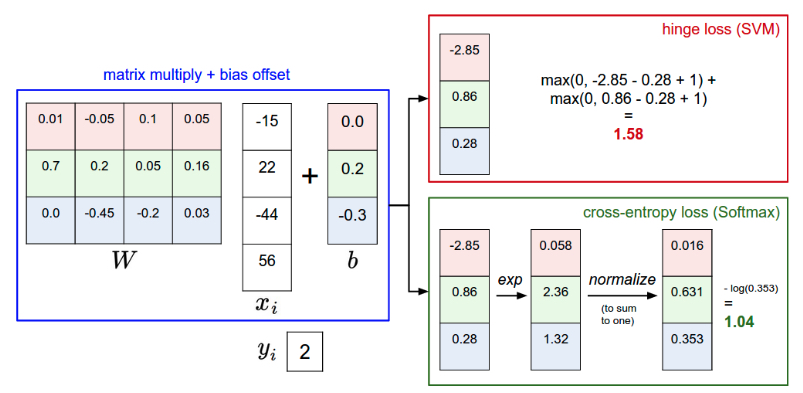 matrix multiply + bias offset
0.01 -0.05 0.1 0.05
0.7 0.2 0.05 0.16
0.0 -0.45 -0.2 0.03
W
-15
22
-44
56
x_i
+
0.0
0.2
-0.3
b
y_i 2
hinge loss (SVM)
-2.85
0.86
0.28
max(0, -2.85 - 0.28 + 1) +
max(0, 0.86 - 0.28 + 1)
=
1.58
cross-entropy loss (Softmax)
-2.85
0.86
0.28
exp
0.058
2.36
1.32
normalize
(to sum
to one)
0.016
0.631
0.353
- log(0.353)
=
1.04